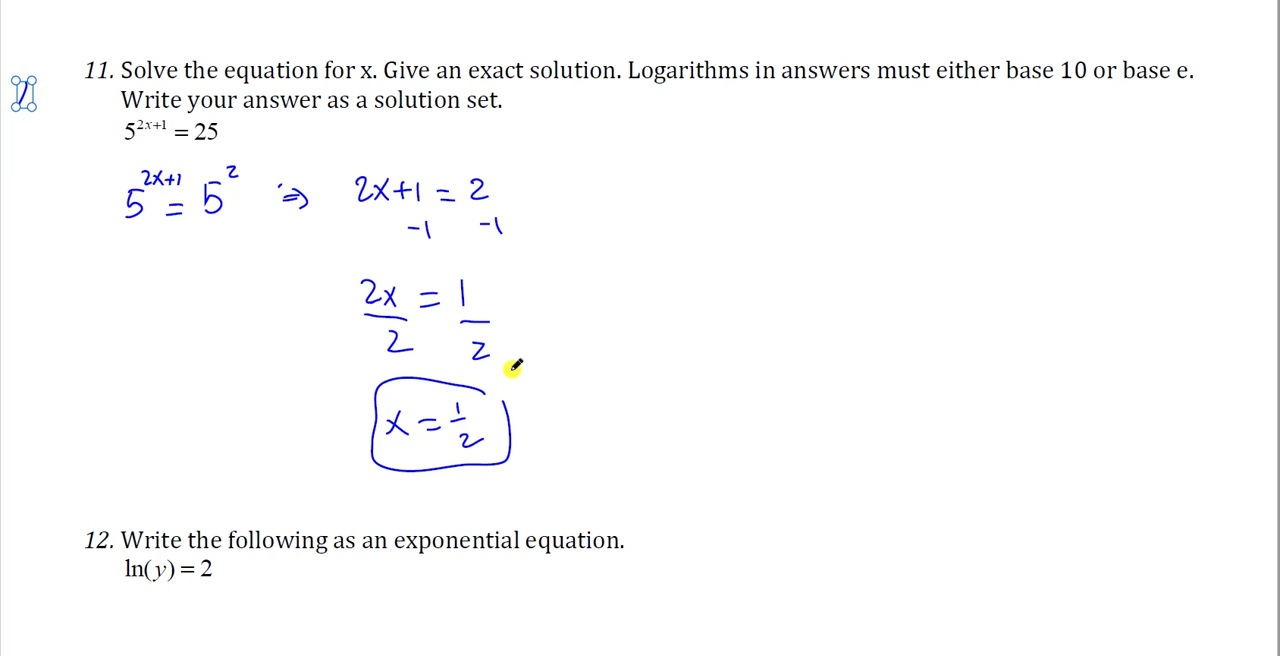 11. Solve the equation for x. Give an exact solution. Logarithms in answers must either base 10 or base e.
Write your answer as a solution set.
5^{2x+1} = 25
5^{2x+1} = 5^2 ⇒ 2x+1 = 2
-1 -1
2x/2 = 1/2
x = 1/2
12. Write the following as an exponential equation.
ln(y) = 2